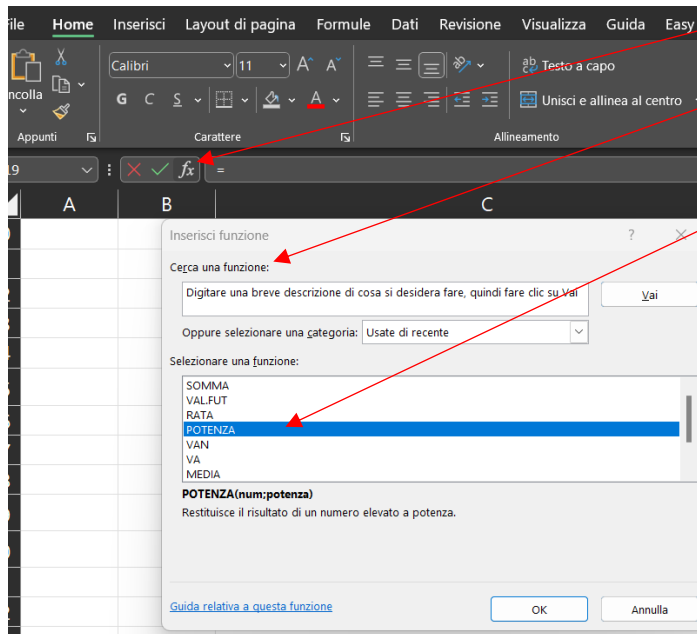 File Home Inserisci Layout di pagina Formule Dati Revisione Visualizza Guida Easy
Calibri 11 A^ A˅
ab Testo a capo
ncolla
G C S A
Unisci e allinea al centro
Appunti Carattere Allineamento
19 fx =
A B C
Inserisci funzione ? ×
Cerca una funzione:
Digitare una breve descrizione di cosa si desidera fare, quindi fare clic su Vai
Vai
Oppure selezionare una categoria: Usate di recente
Selezionare una funzione:
SOMMA
VAL.FUT
RATA
POTENZA
VAN
VA
MEDIA
POTENZA(num;potenza)
Restituisce il risultato di un numero elevato a potenza.
Guida relativa a questa funzione
OK Annulla